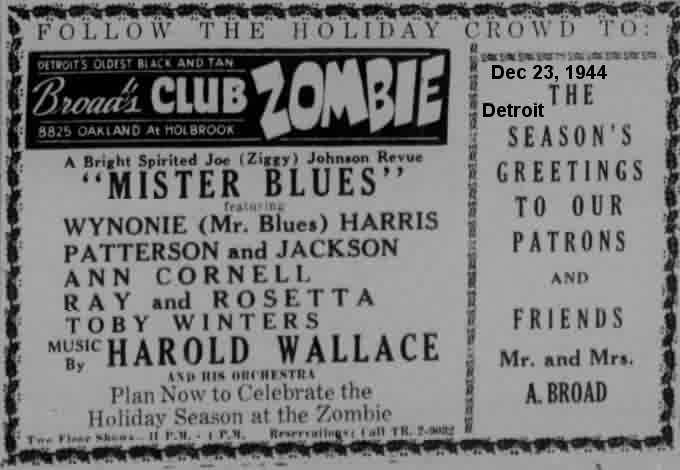 FOLLOW THE HOLIDAY CROWD TO:
DETROIT'S OLDEST BLACK AND TAN
Broad's CLUB ZOMBIE
8825 OAKLAND At HOLBROOK
A Bright Spirited Joe (Ziggy) Johnson Revue
"MISTER BLUES"
featuring
WYNONIE (Mr. Blues) HARRIS
PATTERSON and JACKSON
ANN CORNELL
RAY and ROSETTA
TOBY WINTERS
MUSIC By HAROLD WALLACE
AND HIS ORCHESTRA
Plan Now to Celebrate the
Holiday Season at the Zombie
Two Floor Shows 11 P.M. - 1 P.M. Reservations: Call TR. 2-9032
Dec 23, 1944
Detroit
THE
SEASON'S
GREETINGS
TO OUR
PATRONS
AND
FRIENDS
Mr. and Mrs.
A. BROAD